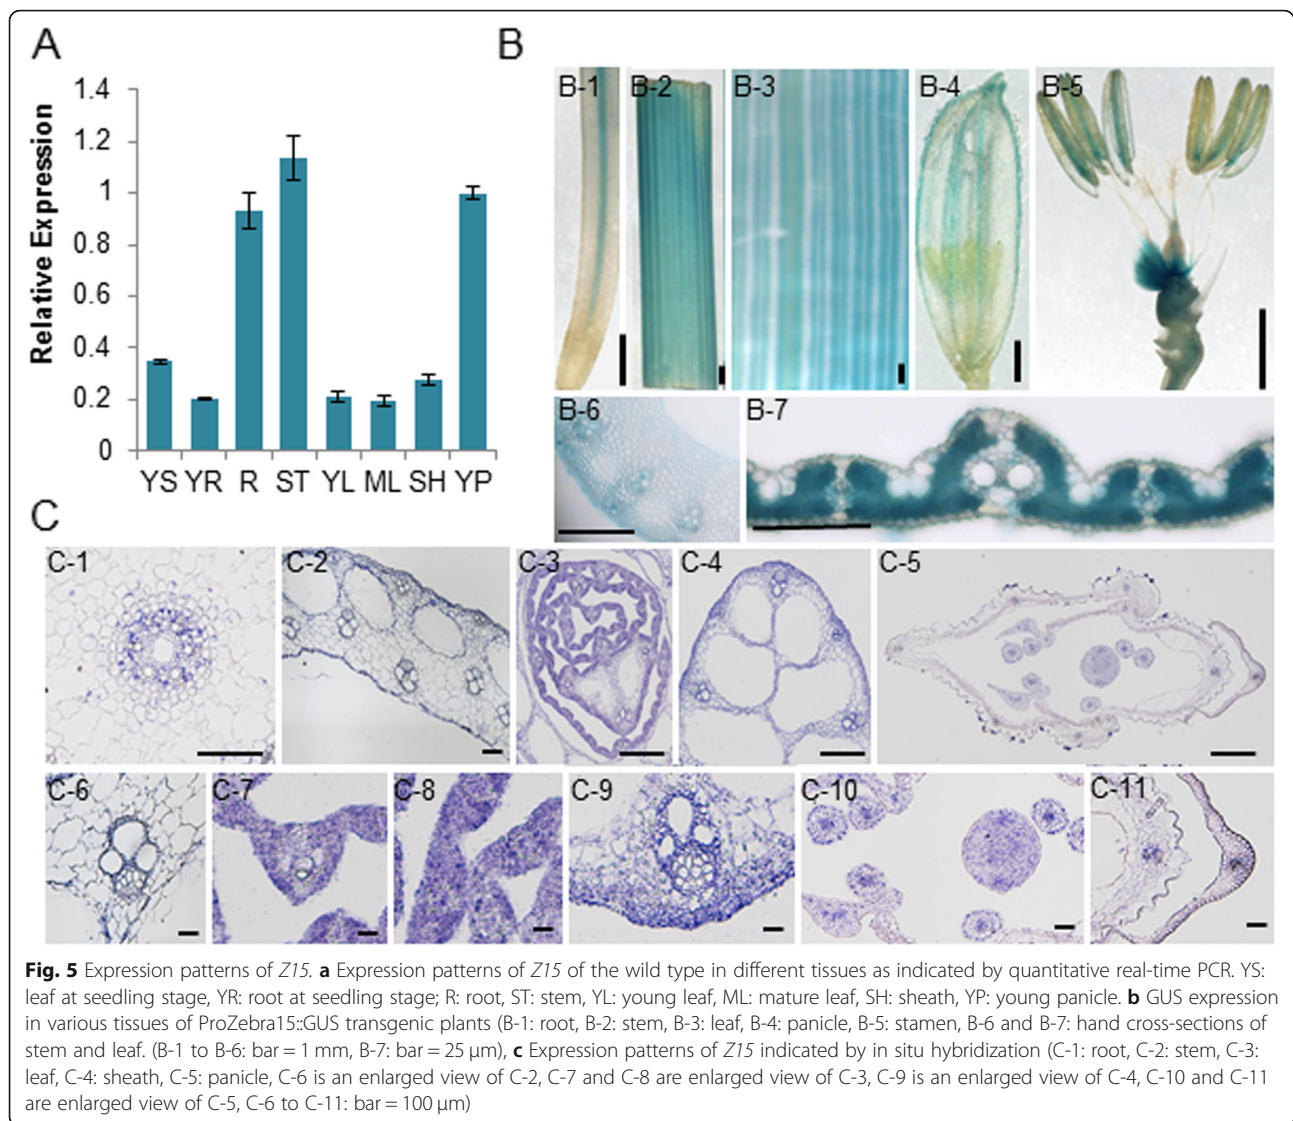 A
B
Relative Expression
1.4
1.2
1
0.8
0.6
0.4
0.2
0
YS YR R ST YL ML SH YP
B-1
B-2
B-3
B-4
B-5
B-6
B-7
C
C-1
C-2
C-3
C-4
C-5
C-6
C-7
C-8
C-9
C-10
C-11
Fig. 5 Expression patterns of Z15. a Expression patterns of Z15 of the wild type in different tissues as indicated by quantitative real-time PCR. YS:
leaf at seedling stage, YR: root at seedling stage; R: root, ST: stem, YL: young leaf, ML: mature leaf, SH: sheath, YP: young panicle. b GUS expression
in various tissues of ProZebra15::GUS transgenic plants (B-1: root, B-2: stem, B-3: leaf, B-4: panicle, B-5: stamen, B-6 and B-7: hand cross-sections of
stem and leaf. (B-1 to B-6: bar = 1 mm, B-7: bar = 25 μm), c Expression patterns of Z15 indicated by in situ hybridization (C-1: root, C-2: stem, C-3:
leaf, C-4: sheath, C-5: panicle, C-6 is an enlarged view of C-2, C-7 and C-8 are enlarged view of C-3, C-9 is an enlarged view of C-4, C-10 and C-11
are enlarged view of C-5, C-6 to C-11: bar = 100 μm)